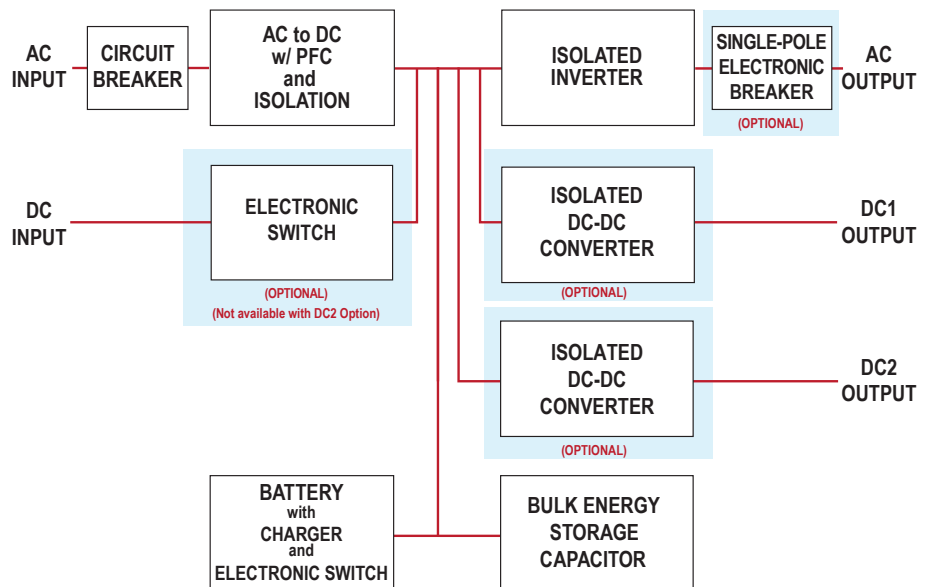 AC
INPUT
CIRCUIT
BREAKER
AC to DC
w/ PFC
and
ISOLATION
ISOLATED
INVERTER
SINGLE-POLE
ELECTRONIC
BREAKER
(OPTIONAL)
AC
OUTPUT
DC
INPUT
ELECTRONIC
SWITCH
(OPTIONAL)
(Not available with DC2 Option)
ISOLATED
DC-DC
CONVERTER
(OPTIONAL)
DC1
OUTPUT
ISOLATED
DC-DC
CONVERTER
(OPTIONAL)
DC2
OUTPUT
BATTERY
with
CHARGER
and
ELECTRONIC SWITCH
BULK ENERGY
STORAGE
CAPACITOR